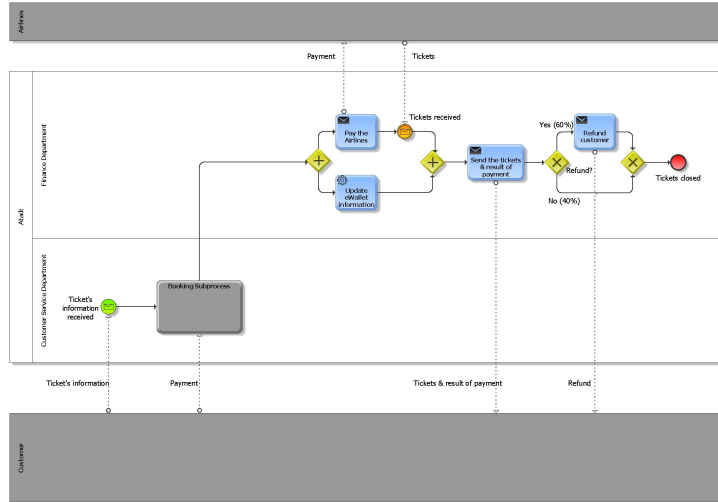 Airlines
Payment
Tickets
Atadi
Finance Department
Pay the
Airlines
Tickets received
Update
eWallet
information
Send the tickets
& result of
payment
Yes (60%)
Refund
customer
Refund?
No (40%)
Tickets closed
Customer Service Department
Ticket's
information
received
Booking Subprocess
Ticket's information
Payment
Tickets & result of payment
Refund
Customer